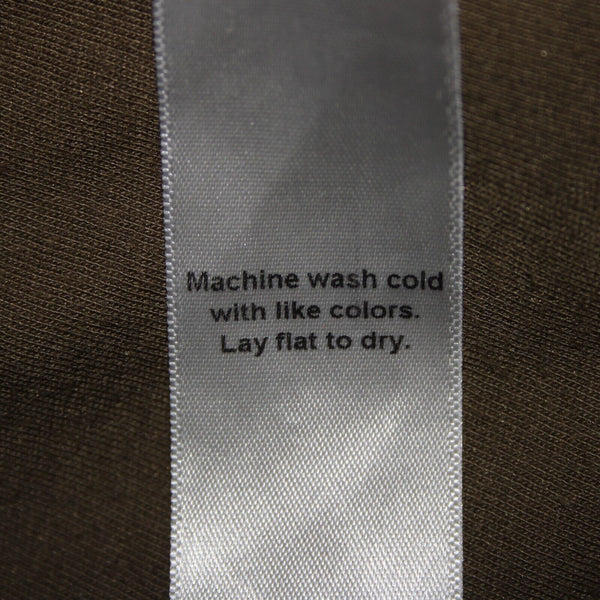 Machine wash cold
with like colors.
Lay flat to dry.